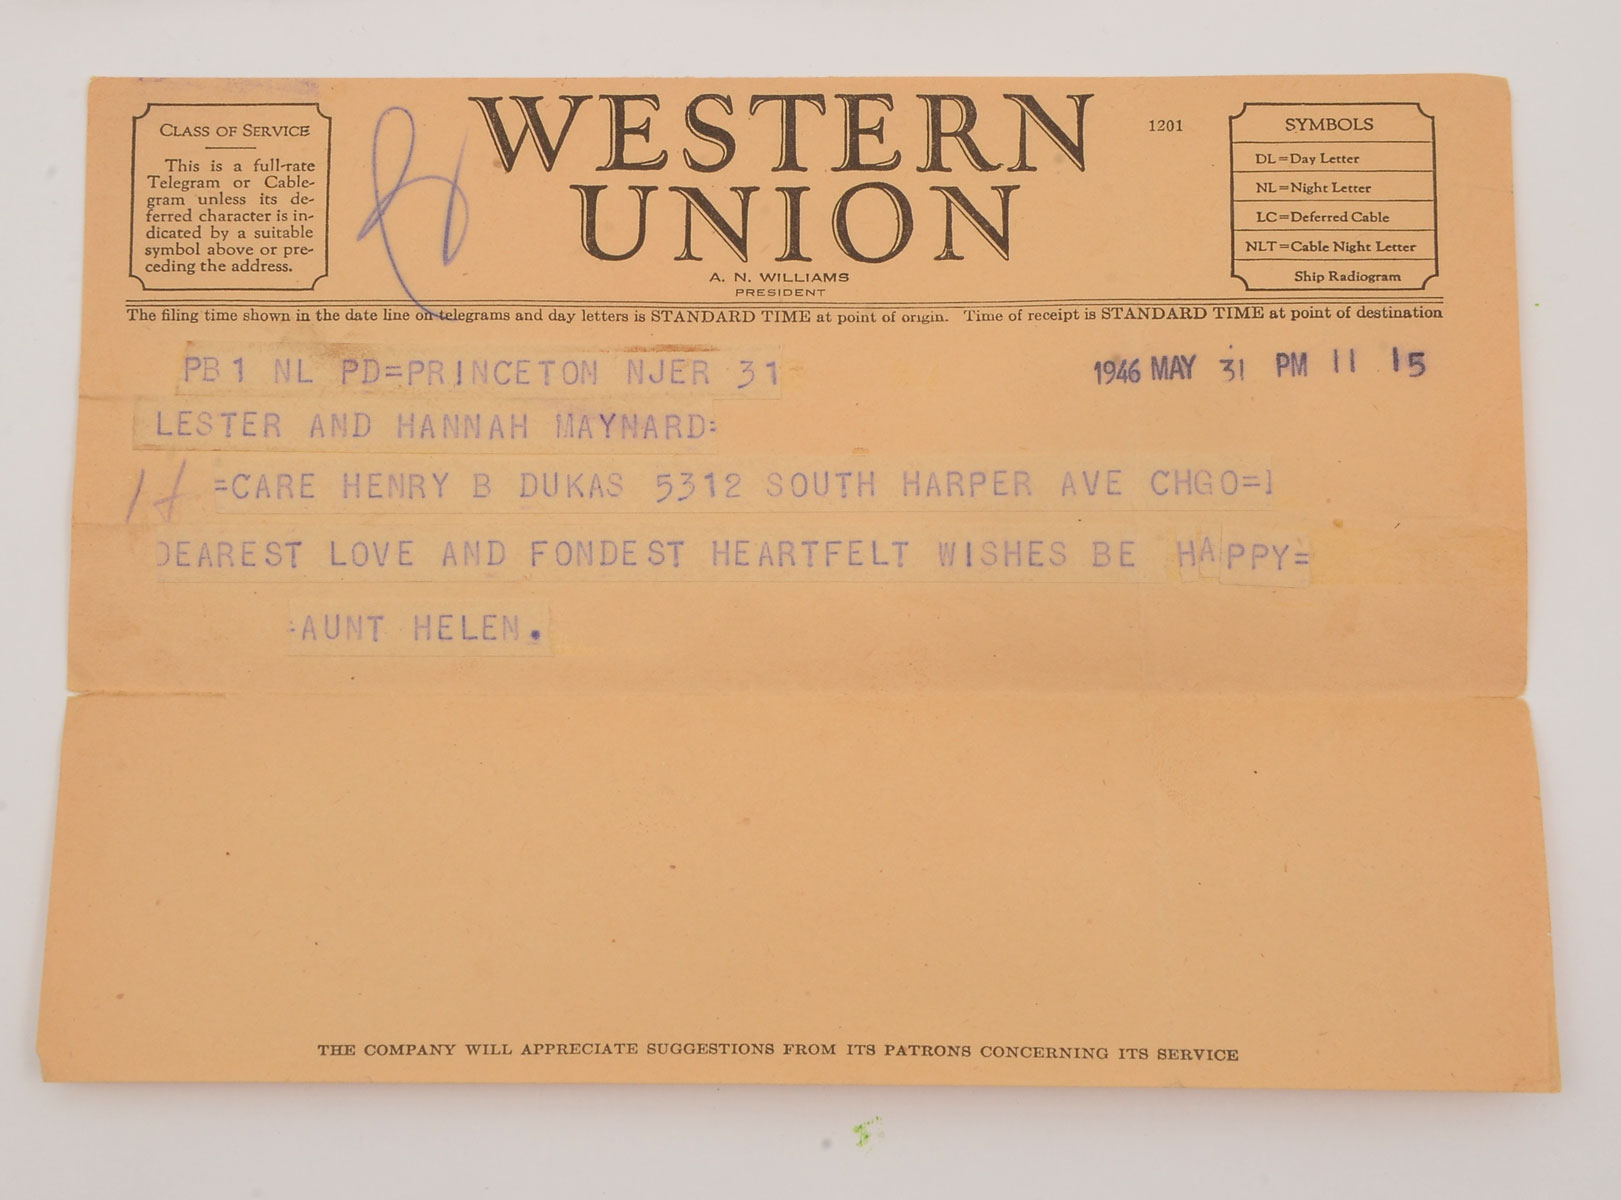 CLASS OF SERVICE
This is a full-rate
Telegram or Cable-
gram unless its de-
ferred character is in-
dicated by a suitable
symbol above or pre-
ceding the address.
WESTERN
UNION
A. N. WILLIAMS
PRESIDENT
1201
SYMBOLS
DL=Day Letter
NL=Night Letter
LC=Deferred Cable
NLT=Cable Night Letter
Ship Radiogram
The filing time shown in the date line on telegrams and day letters is STANDARD TIME at point of origin. Time of receipt is STANDARD TIME at point of destination
PB1 NL PD=PRINCETON NJER 31
1946 MAY 31 PM 11 15
LESTER AND HANNAH MAYNARD=
=CARE HENRY B DUKAS 5312 SOUTH HARPER AVE CHGO=
DEAREST LOVE AND FONDEST HEARTFELT WISHES BE HAPPY=
=AUNT HELEN.
THE COMPANY WILL APPRECIATE SUGGESTIONS FROM ITS PATRONS CONCERNING ITS SERVICE